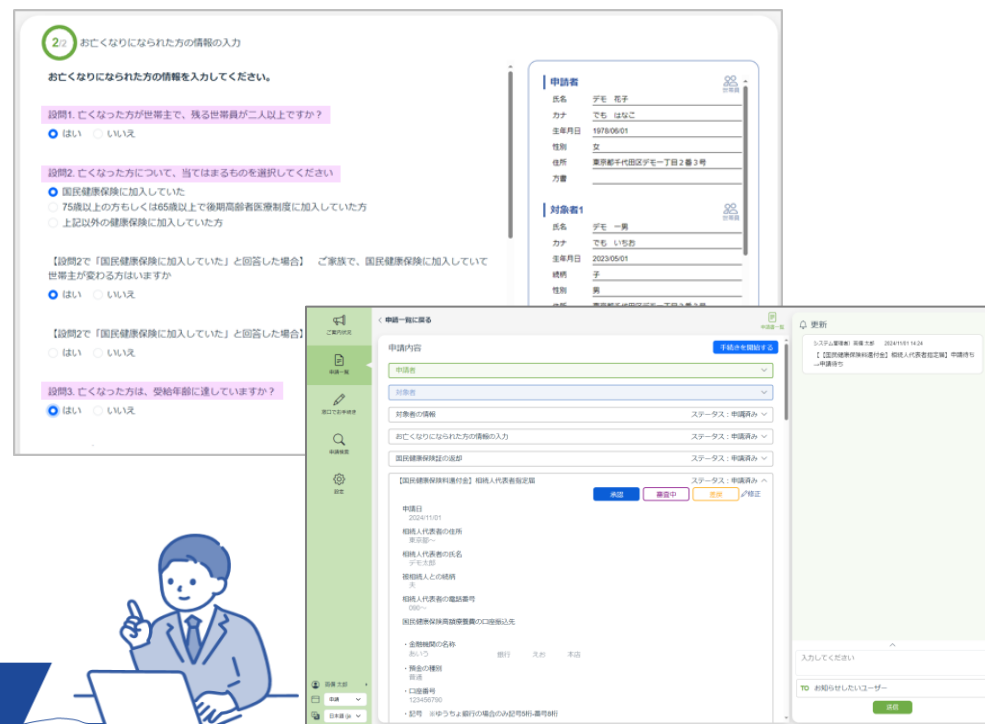 2/2 お亡くなりになられた方の情報の入力
お亡くなりになられた方の情報を入力してください。
設問1. 亡くなった方が世帯主で、残る世帯員が二人以上ですか？
はい いいえ
設問2. 亡くなった方について、当てはまるものを選択してください
国民健康保険に加入していた
75歳以上の方もしくは65歳以上で後期高齢者医療制度に加入していた方
上記以外の健康保険に加入していた方
【設問2で「国民健康保険に加入していた」と回答した場合】 ご家族で、国民健康保険に加入していて
世帯主が変わる方はいますか
はい いいえ
【設問2で「国民健康保険に加入していた」と回答した場合】
はい いいえ
設問3. 亡くなった方は、受給年齢に達していますか？
はい いいえ
申請者
世帯員
氏名 デモ 花子
カナ でも はなこ
生年月日 1978/06/01
性別 女
住所 東京都千代田区デモ一丁目2番3号
方書
対象者1
世帯員
氏名 デモ 一男
カナ でも いちお
生年月日 2023/05/01
続柄 子
性別 男
ご案内状況
申請一覧
窓口でお手続き
申請検索
設定
申請
日本語
< 申請一覧に戻る
申請書一覧
申請内容
手続きを開始する
申請者
対象者
対象者の情報 ステータス：申請済み
お亡くなりになられた方の情報の入力 ステータス：申請済み
国民健康保険証の返却 ステータス：申請済み
【国民健康保険料還付金】相続人代表者指定届 ステータス：申請済み
承認 審査中 差戻 修正
申請日
2024/11/01
相続人代表者の住所
東京都～
相続人代表者の氏名
デモ太郎
被相続人との続柄
夫
相続人代表者の電話番号
090～
国民健康保険高額療養費の口座振込先
・金融機関の名称
あいう 銀行 えお 本店
・預金の種別
普通
・口座番号
123456790
・記号 ※ゆうちょ銀行の場合のみ記号5桁-番号8桁
更新
2024/11/01 14:24
【【国民健康保険料還付金】相続人代表者指定届】申請待ち
→申請待ち
入力してください
TO お知らせしたいユーザー
送信